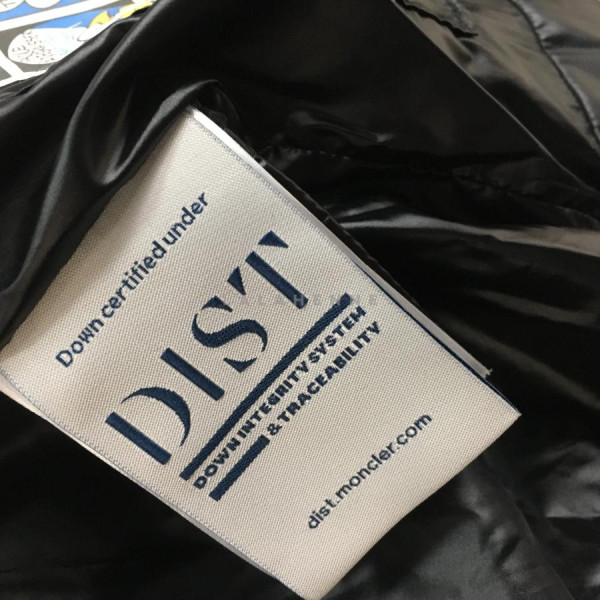 Down certified under
DIST
DOWN INTEGRITY SYSTEM
& TRACEABILITY
dist.moncler.com